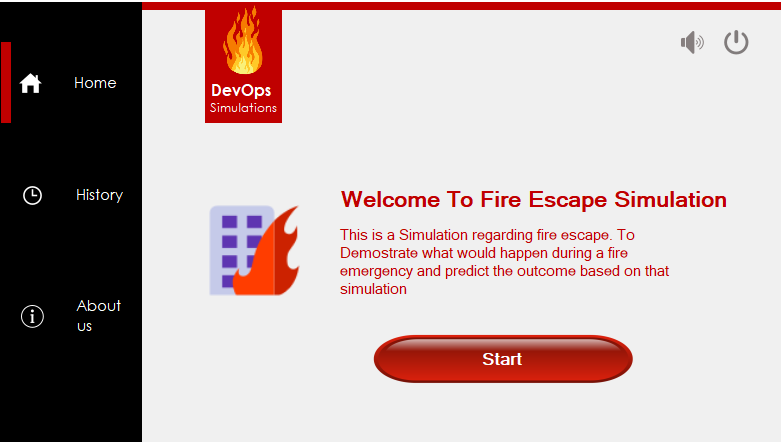 Home
History
About
us
DevOps
Simulations
Welcome To Fire Escape Simulation
This is a Simulation regarding fire escape. To
Demostrate what would happen during a fire
emergency and predict the outcome based on that
simulation
Start